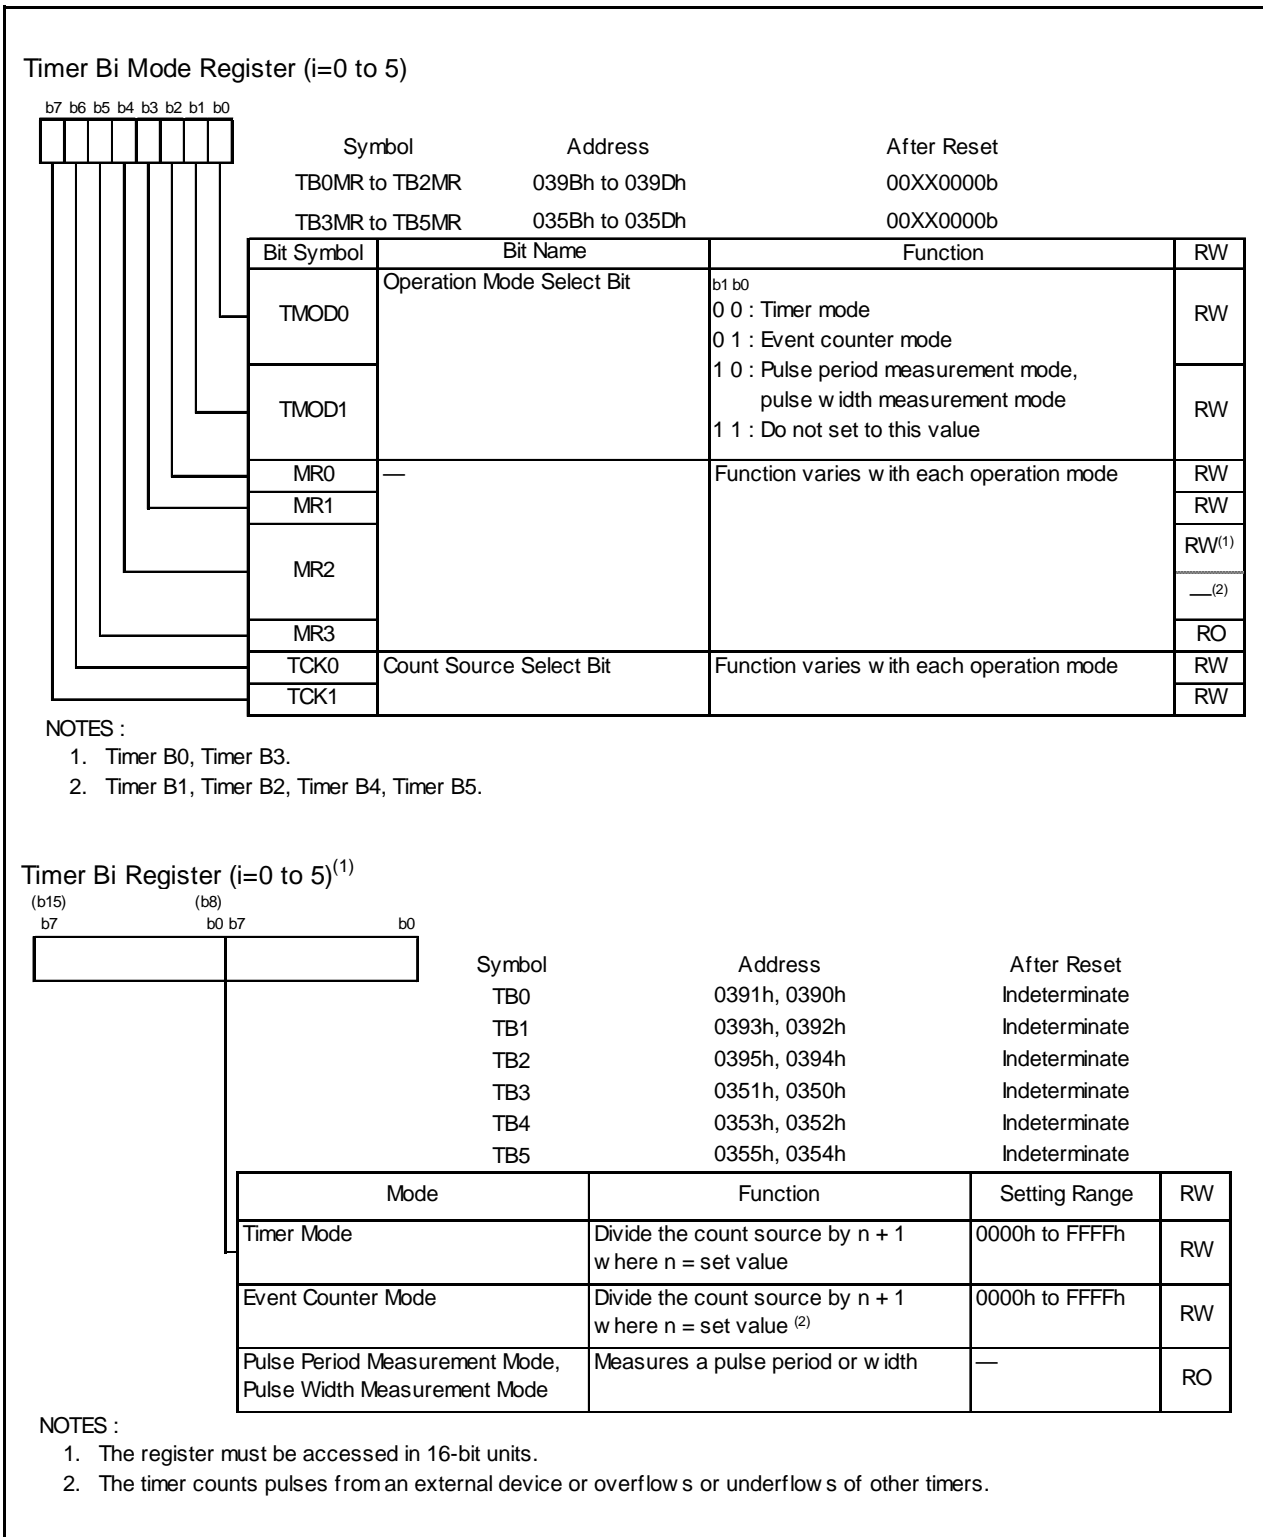 Timer Bi Mode Register (i=0 to 5)
b7 b6 b5 b4 b3 b2 b1 b0
Symbol Address After Reset
TB0MR to TB2MR 039Bh to 039Dh 00XX0000b
TB3MR to TB5MR 035Bh to 035Dh 00XX0000b
Bit Symbol Bit Name Function RW
TMOD0 Operation Mode Select Bit b1 b0
0 0 : Timer mode RW
0 1 : Event counter mode
TMOD1 1 0 : Pulse period measurement mode,
pulse width measurement mode RW
1 1 : Do not set to this value
MR0 — Function varies with each operation mode RW
MR1 RW
MR2 RW(1)
—(2)
MR3 RO
TCK0 Count Source Select Bit Function varies with each operation mode RW
TCK1 RW
NOTES :
1. Timer B0, Timer B3.
2. Timer B1, Timer B2, Timer B4, Timer B5.
Timer Bi Register (i=0 to 5)(1)
(b15) (b8)
b7 b0 b7 b0
Symbol Address After Reset
TB0 0391h, 0390h Indeterminate
TB1 0393h, 0392h Indeterminate
TB2 0395h, 0394h Indeterminate
TB3 0351h, 0350h Indeterminate
TB4 0353h, 0352h Indeterminate
TB5 0355h, 0354h Indeterminate
Mode Function Setting Range RW
Timer Mode Divide the count source by n + 1 0000h to FFFFh RW
where n = set value
Event Counter Mode Divide the count source by n + 1 0000h to FFFFh RW
where n = set value (2)
Pulse Period Measurement Mode, Measures a pulse period or width — RO
Pulse Width Measurement Mode
NOTES :
1. The register must be accessed in 16-bit units.
2. The timer counts pulses from an external device or overflows or underflows of other timers.